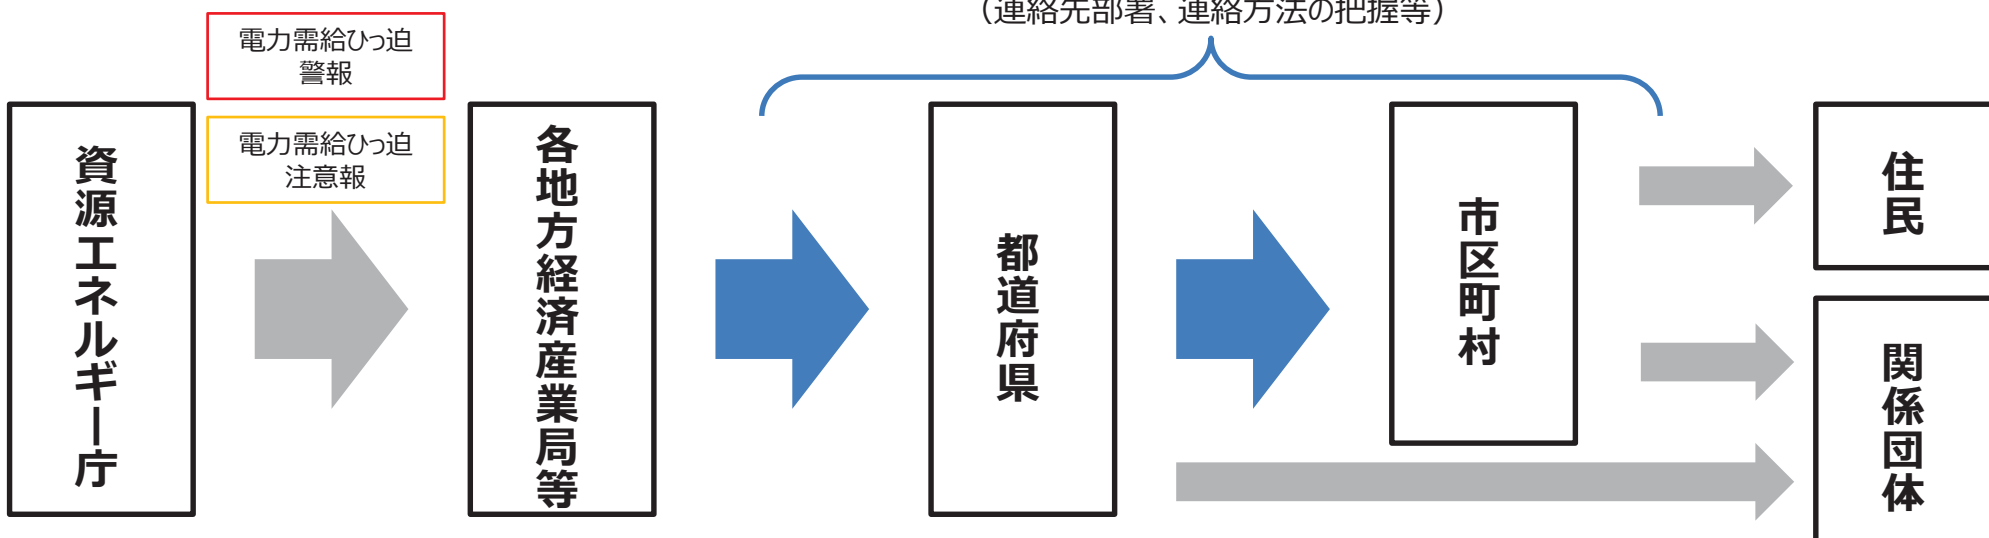 （連絡先部署、連絡方法の把握等）
電力需給ひっ迫
警報
電力需給ひっ迫
注意報
資源エネルギー庁
各地方経済産業局等
都道府県
市区町村
住民
関係団体